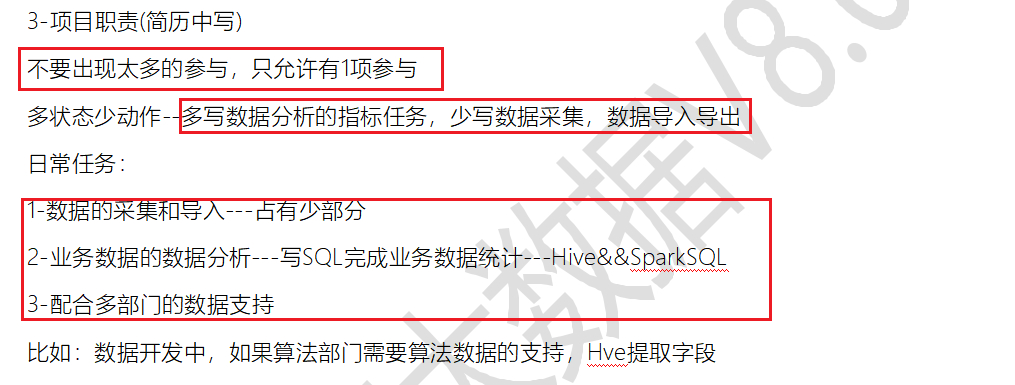 3-项目职责(简历中写)
不要出现太多的参与，只允许有1项参与
多状态少动作--多写数据分析的指标任务，少写数据采集，数据导入导出
日常任务：
1-数据的采集和导入---占有少部分
2-业务数据的数据分析---写SQL完成业务数据统计---Hive&&SparkSQL
3-配合多部门的数据支持
比如：数据开发中，如果算法部门需要算法数据的支持，Hve提取字段
大数据V8.0